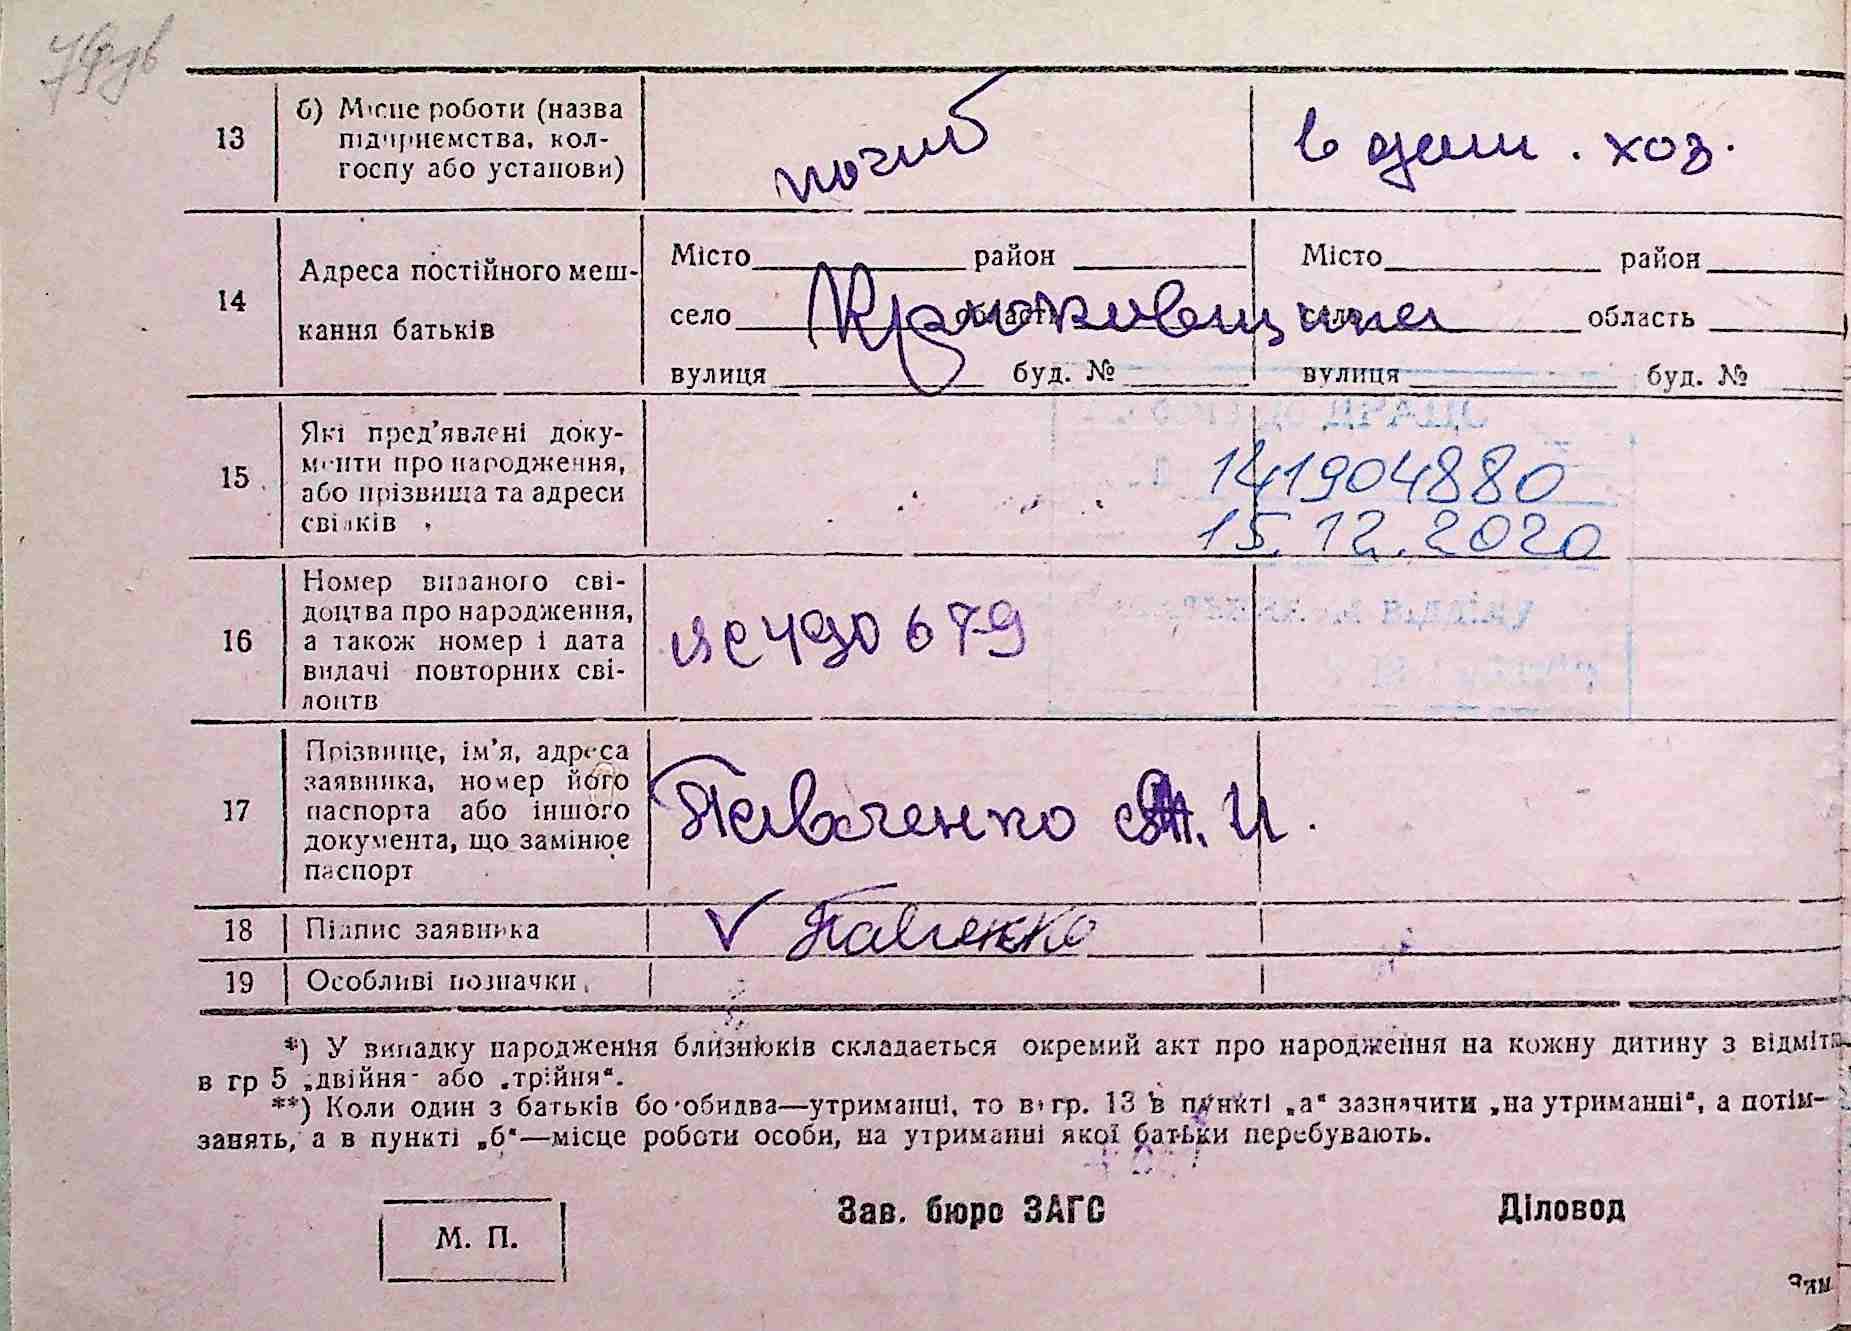 13
б) Місце роботи (назва
підприємства, кол-
госпу або установи)
погиб
в дом. хоз.
14
Адреса постійного меш-
кання батьків
Місто район
село область
вулиця буд. №
Місто район
село область
вулиця буд. №
Крюковщина
15
Які пред'явлені доку-
менти про народження,
або прізвища та адреси
свідків
141904880
15.12.2020
16
Номер виданого сві-
доцтва про народження,
а також номер і дата
видачі повторних сві-
доцтв
490679
17
Прізвище, ім'я, адреса
заявника, номер його
паспорта або іншого
документа, що замінює
паспорт
Павленко И.
18
Підпис заявника
V Павленко
19
Особливі позначки
*) У випадку народження близнюків складається окремий акт про народження на кожну дитину з відміт-
в гр 5 „двійня" або „трійня".
**) Коли один з батьків бо обидва—утриманці, то в гр. 13 в пункті „а" зазначити „на утриманні", а потім-
занять, а в пункті „б"—місце роботи особи, на утриманні якої батьки перебувають.
М. П.
Зав. бюро ЗАГС
Діловод